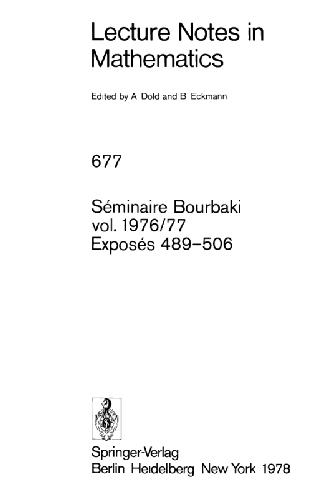 Lecture Notes in
Mathematics
Edited by A Dold and B Eckmann
677
Séminaire Bourbaki
vol. 1976/77
Exposés 489–506
Springer-Verlag
Berlin Heidelberg New York 1978